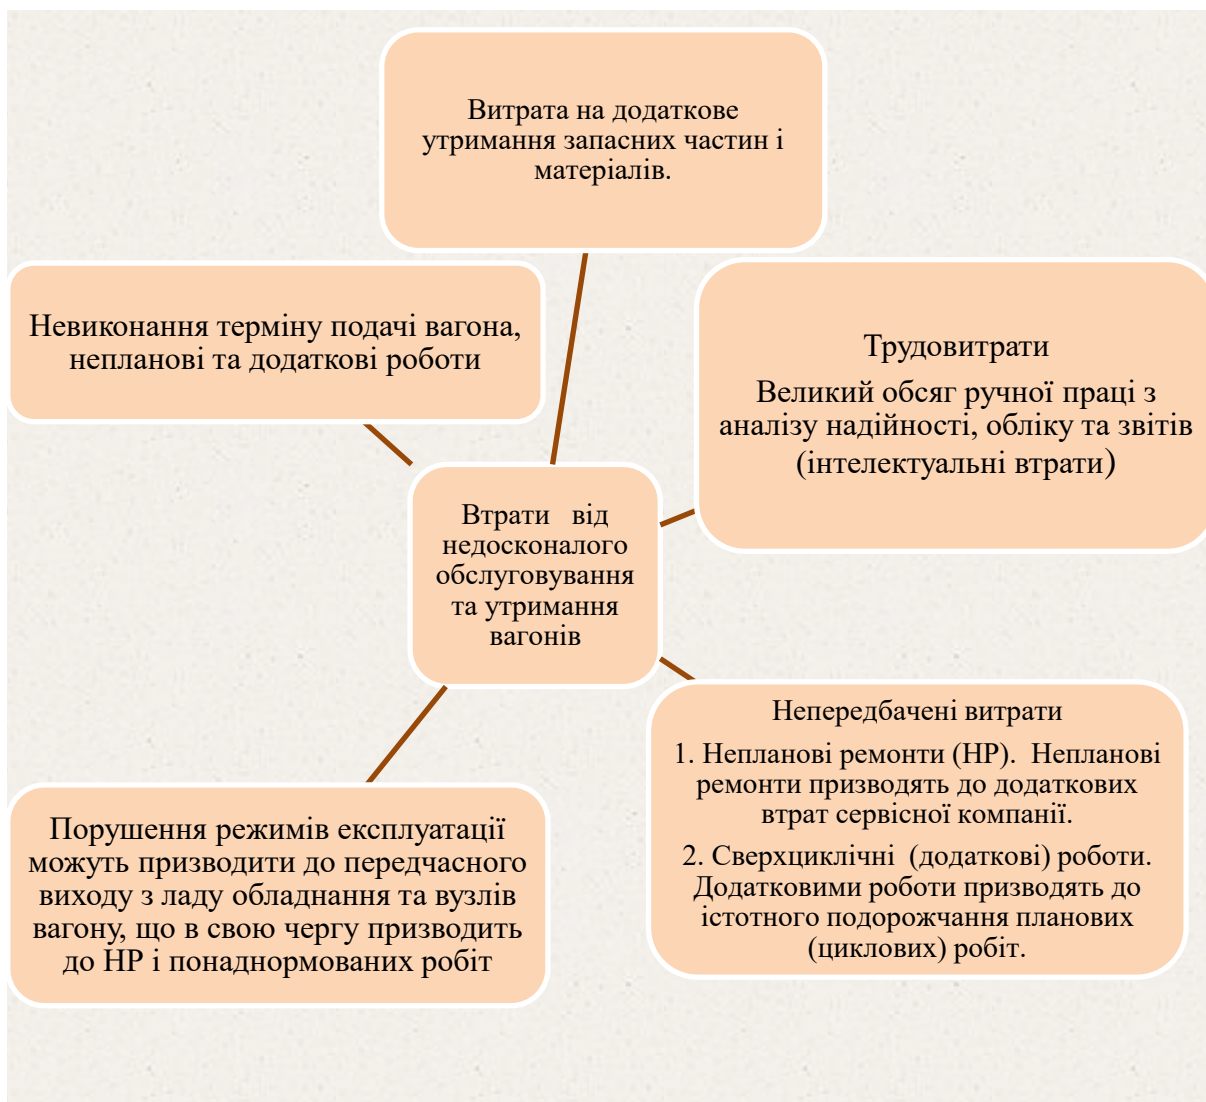 Витрата на додаткове
утримання запасних частин і
матеріалів.
Невиконання терміну подачі вагона,
непланові та додаткові роботи
Трудовитрати
Великий обсяг ручної праці з
аналізу надійності, обліку та звітів
(інтелектуальні втрати)
Втрати від
недосконалого
обслуговування
та утримання
вагонів
Непередбачені витрати
1. Непланові ремонти (НР). Непланові
ремонти призводять до додаткових
втрат сервісної компанії.
2. Сверхциклічні (додаткові) роботи.
Додатковими роботи призводять до
істотного подорожчання планових
(циклових) робіт.
Порушення режимів експлуатації
можуть призводити до передчасного
виходу з ладу обладнання та вузлів
вагону, що в свою чергу призводить
до НР і понаднормованих робіт